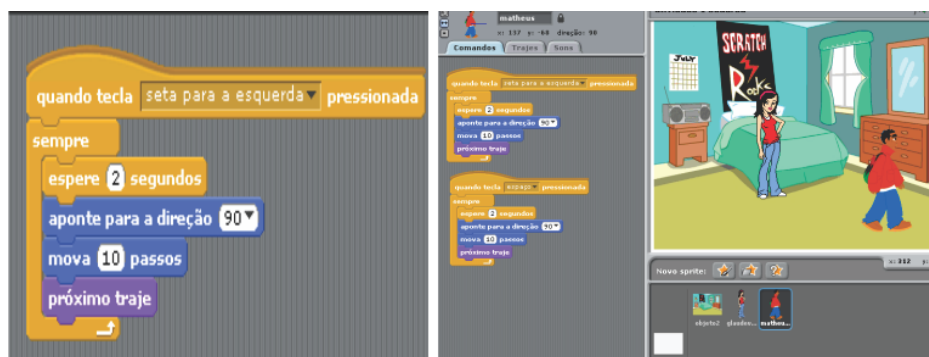 quando tecla seta para a esquerda pressionada
sempre
espere 2 segundos
aponte para a direção 90
mova 10 passos
próximo traje
matheus
x: 137 y: -60 direção: 90
Comandos Trajes Sons
quando tecla seta para a esquerda pressionada
sempre
espere 2 segundos
aponte para a direção 90
mova 10 passos
próximo traje
quando tecla espaço pressionada
sempre
espere 2 segundos
aponte para a direção 90
mova 10 passos
próximo traje
JULY
SCRATCH
Rocks
x: 312
Novo sprite:
objeto2
matheu...